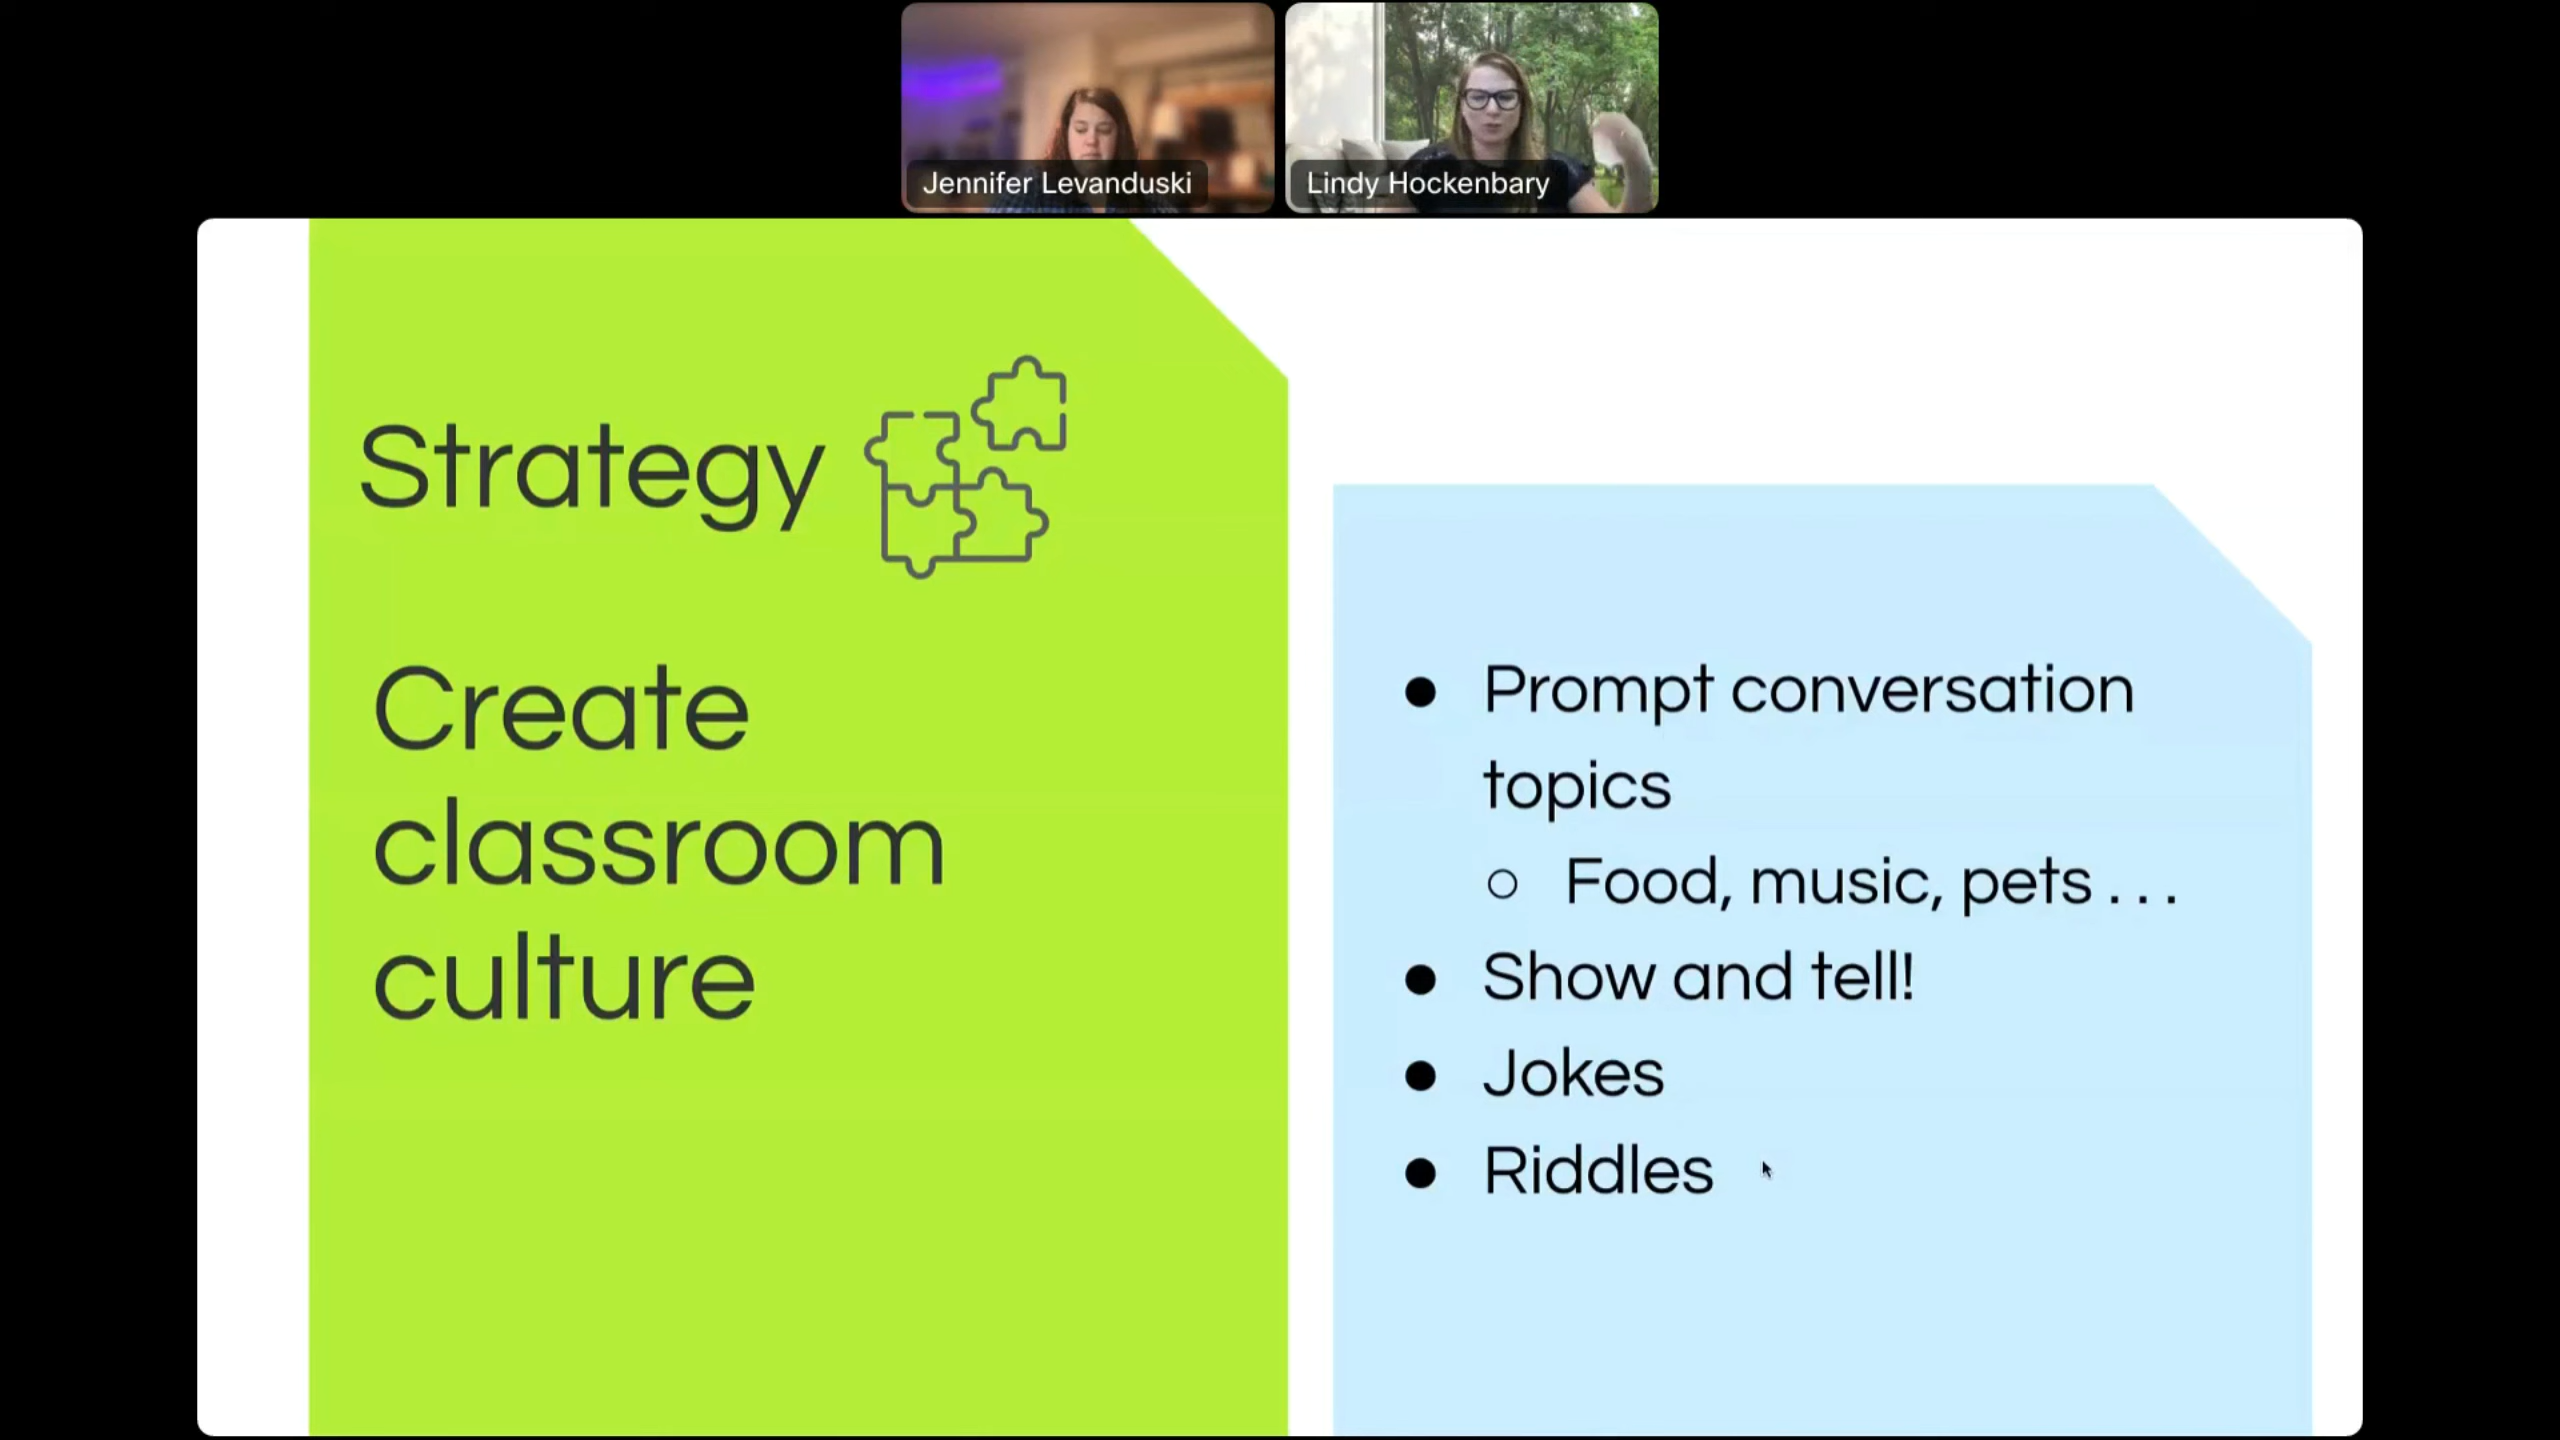 Jennifer Levanduski
Lindy Hockenbary
Strategy
Create
classroom
culture
● Prompt conversation
topics
○ Food, music, pets . . .
● Show and tell!
● Jokes
● Riddles